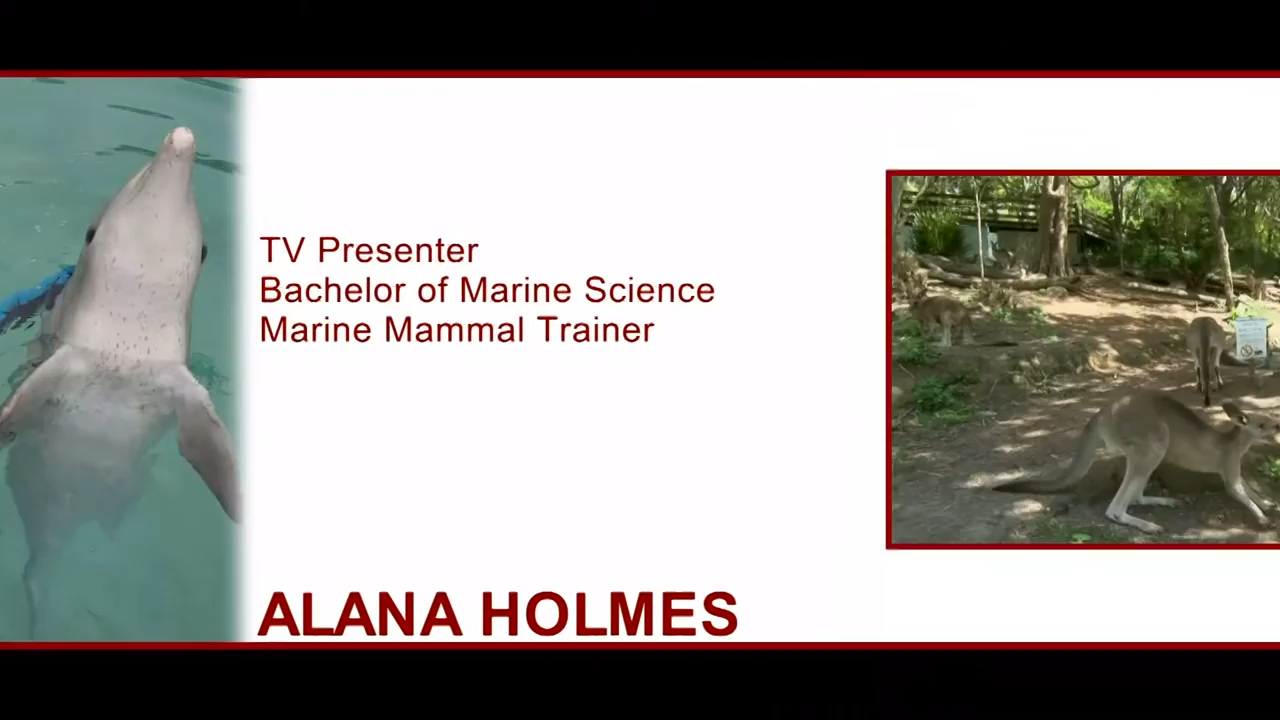 TV Presenter
Bachelor of Marine Science
Marine Mammal Trainer
ALANA HOLMES